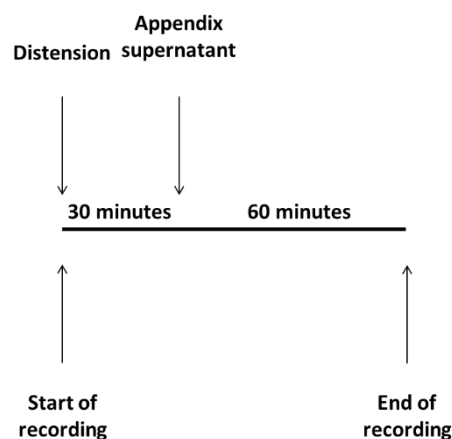 Distension
Appendix
supernatant
30 minutes
60 minutes
Start of
recording
End of
recording